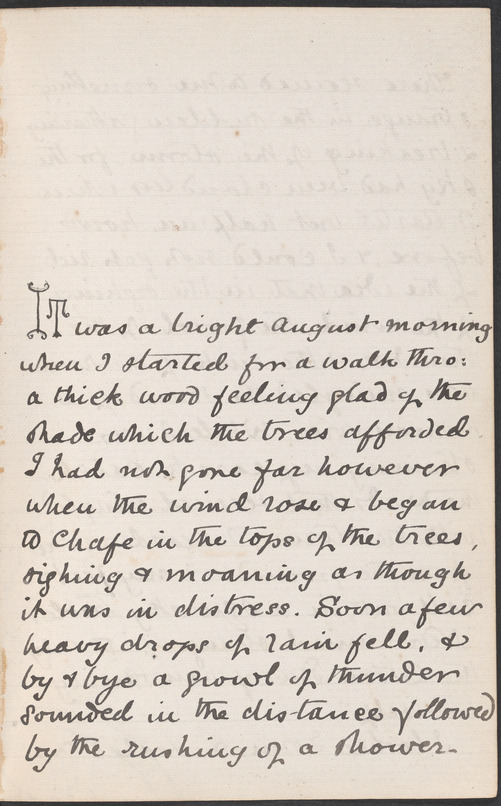 IT was a bright August morning
when I started for a walk thro:
a thick wood feeling glad of the
shade which the trees afforded
I had not gone far however
when the wind rose & began
to Chafe in the tops of the trees,
sighing & moaning as though
it was in distress. Soon a few
heavy drops of rain fell, &
by & bye a growl of thunder
sounded in the distance followed
by the rushing of a shower.